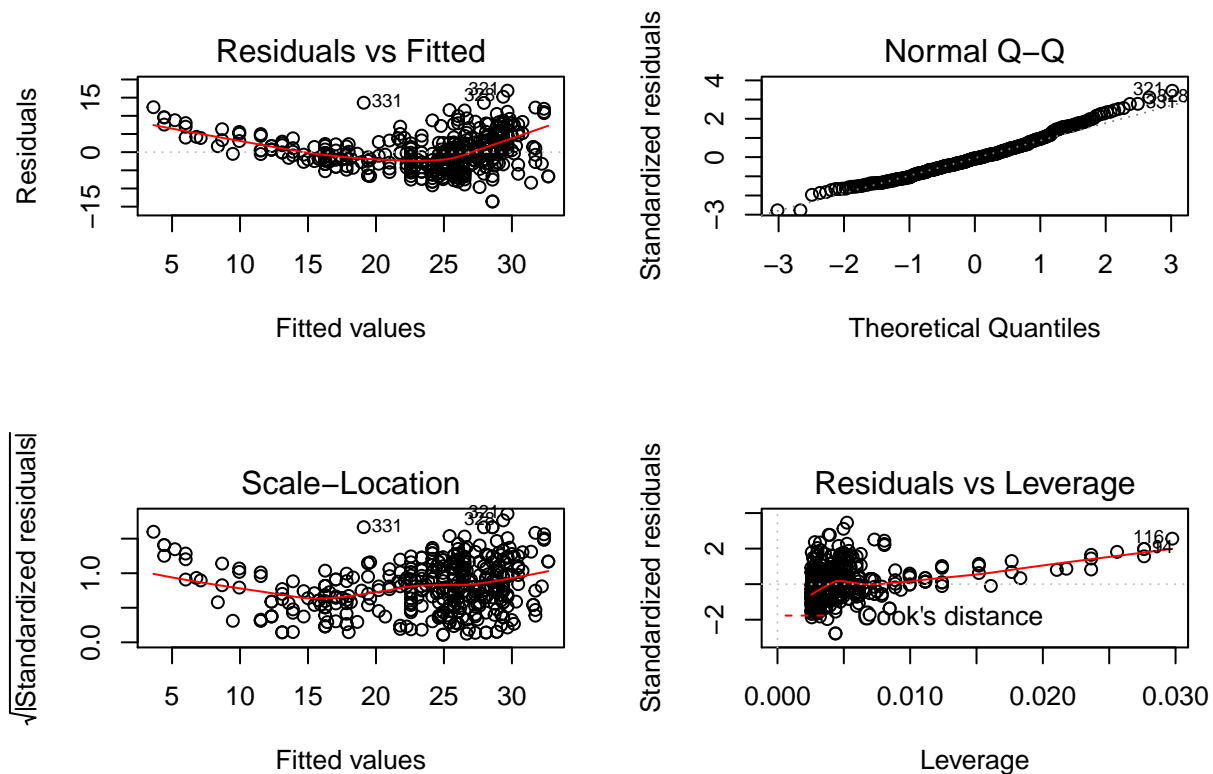 Residuals vs Fitted
Residuals
15
0
−15
331
321
328
5 10 15 20 25 30
Fitted values
Normal Q−Q
Standardized residuals
4
2
0
−3
321
331
−3 −2 −1 0 1 2 3
Theoretical Quantiles
Scale−Location
√|Standardized residuals|
1.0
0.0
331
321
328
5 10 15 20 25 30
Fitted values
Residuals vs Leverage
Standardized residuals
2
−2
116
Cook's distance
0.000 0.010 0.020 0.030
Leverage